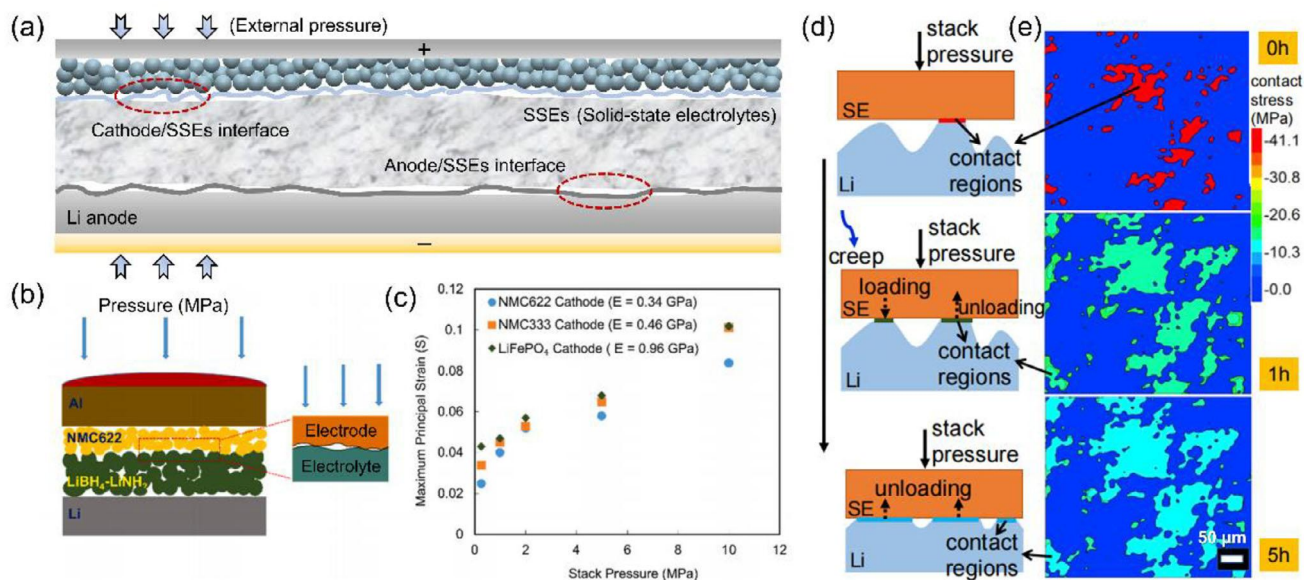 (a)
(External pressure)
+
SSEs (Solid-state electrolytes)
Cathode/SSEs interface
Anode/SSEs interface
Li anode
−
(b)
Pressure (MPa)
Al
NMC622
LiBH₄-LiNH₂
Li
Electrode
Electrolyte
(c)
Maximum Principal Strain (S)
0.12
0.1
0.08
0.06
0.04
0.02
0
NMC622 Cathode (E = 0.34 GPa)
NMC333 Cathode (E = 0.46 GPa)
LiFePO₄ Cathode ( E = 0.96 GPa)
0 2 4 6 8 10 12
Stack Pressure (MPa)
(d)
stack
pressure
SE
Li
contact
regions
creep
stack
pressure
loading
SE
unloading
Li
contact
regions
stack
pressure
unloading
SE
Li
contact
regions
(e)
0h
contact
stress
(MPa)
-41.1
-30.8
-20.6
-10.3
-0.0
1h
50 μm
5h